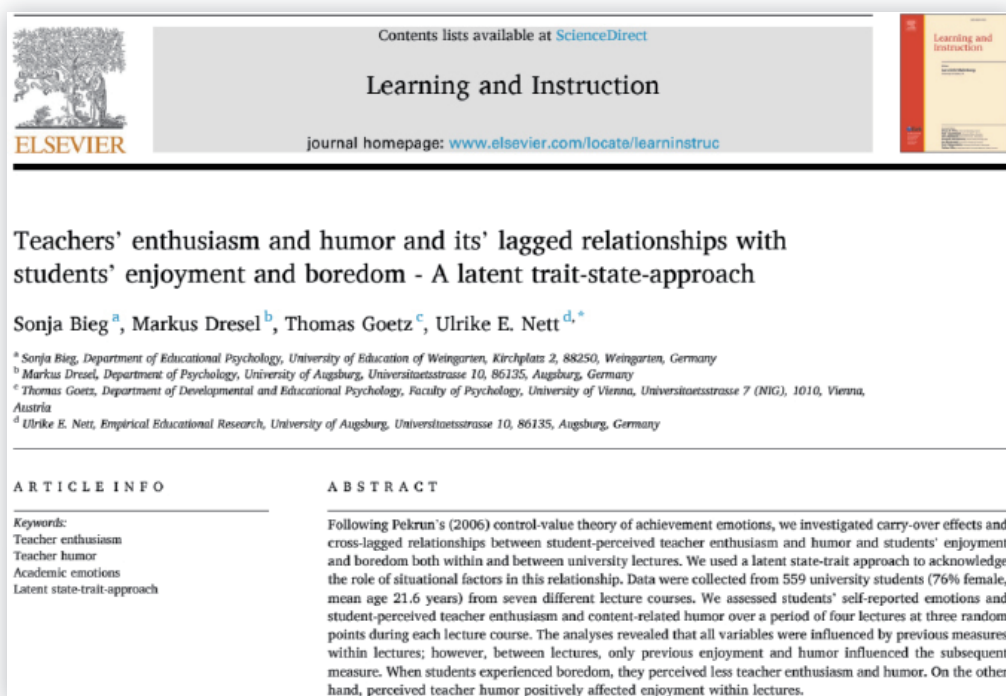 Contents lists available at ScienceDirect
Learning and Instruction
journal homepage: www.elsevier.com/locate/learninstruc
ELSEVIER
Learning and
Instruction
Teachers' enthusiasm and humor and its' lagged relationships with
students' enjoyment and boredom - A latent trait-state-approach
Sonja Bieg a, Markus Dresel b, Thomas Goetz c, Ulrike E. Nett d,*
a Sonja Bieg, Department of Educational Psychology, University of Education of Weingarten, Kirchplatz 2, 88250, Weingarten, Germany
b Markus Dresel, Department of Psychology, University of Augsburg, Universitaetsstrasse 10, 86135, Augsburg, Germany
c Thomas Goetz, Department of Developmental and Educational Psychology, Faculty of Psychology, University of Vienna, Universitaetsstrasse 7 (NIG), 1010, Vienna,
Austria
d Ulrike E. Nett, Empirical Educational Research, University of Augsburg, Universitaetsstrasse 10, 86135, Augsburg, Germany
ARTICLE INFO
Keywords:
Teacher enthusiasm
Teacher humor
Academic emotions
Latent state-trait-approach
ABSTRACT
Following Pekrun's (2006) control-value theory of achievement emotions, we investigated carry-over effects and
cross-lagged relationships between student-perceived teacher enthusiasm and humor and students' enjoyment
and boredom both within and between university lectures. We used a latent state-trait approach to acknowledge
the role of situational factors in this relationship. Data were collected from 559 university students (76% female,
mean age 21.6 years) from seven different lecture courses. We assessed students' self-reported emotions and
student-perceived teacher enthusiasm and content-related humor over a period of four lectures at three random
points during each lecture course. The analyses revealed that all variables were influenced by previous measures
within lectures; however, between lectures, only previous enjoyment and humor influenced the subsequent
measure. When students experienced boredom, they perceived less teacher enthusiasm and humor. On the other
hand, perceived teacher humor positively affected enjoyment within lectures.